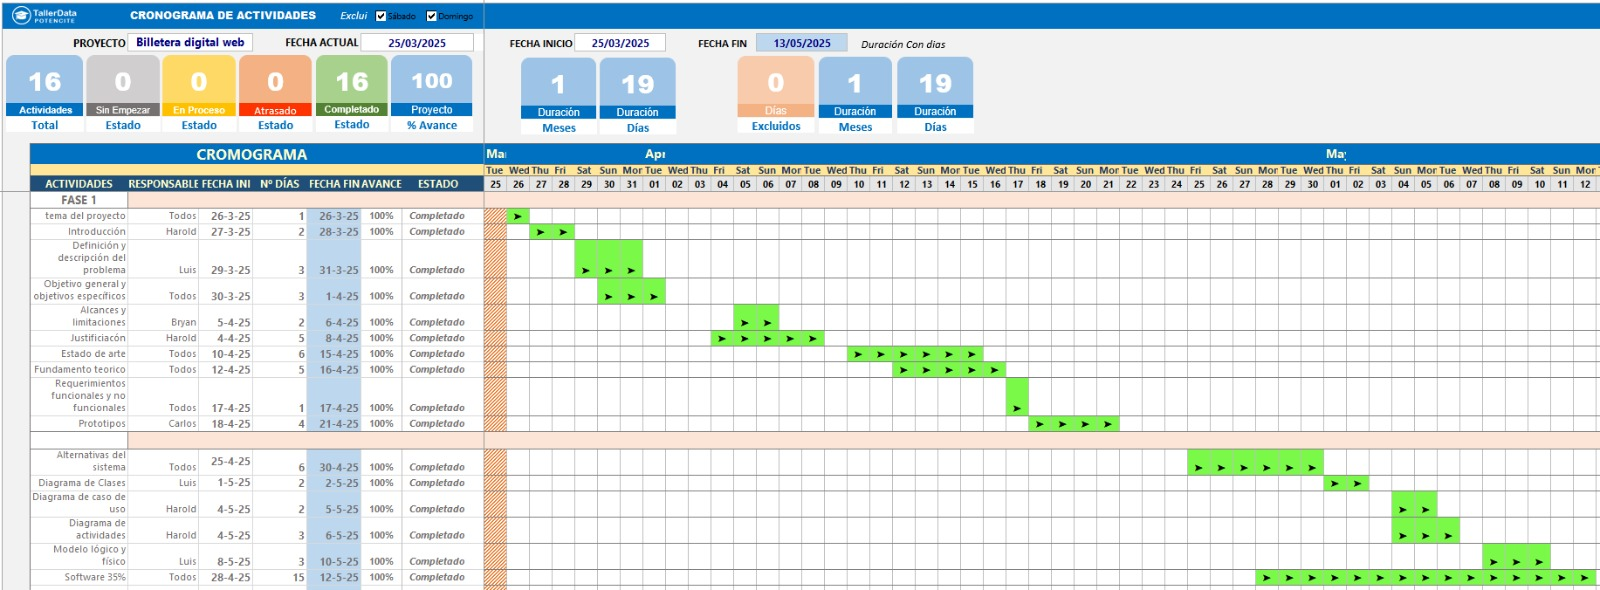 TallerData
POTENCITE
CRONOGRAMA DE ACTIVIDADES Exclui Sábado Domingo
PROYECTO Billetera digital web FECHA ACTUAL 25/03/2025 FECHA INICIO 25/03/2025 FECHA FIN 13/05/2025 Duración Con dias
16 0 0 0 16 100 1 19 0 1 19
Actividades Sin Empezar En Proceso Atrasado Completado Proyecto Duración Duración Días Duración Duración
Total Estado Estado Estado Estado % Avance Meses Días Excluidos Meses Días
CROMOGRAMA Ma Apr May
Tue Wed Thu Fri Sat Sun Mor Tue Wed Thu Fri Sat Sun Mor Tue Wed Thu Fri Sat Sun Mor Tue Wed Thu Fri Sat Sun Mor Tue Wed Thu Fri Sat Sun Mor Tue Wed Thu Fri Sat Sun Mor Tue Wed Thu Fri Sat Sun Mor
ACTIVIDADES RESPONSABLE FECHA INI Nº DÍAS FECHA FIN AVANCE ESTADO 25 26 27 28 29 30 31 01 02 03 04 05 06 07 08 09 10 11 12 13 14 15 16 17 18 19 20 21 22 23 24 25 26 27 28 29 30 01 02 03 04 05 06 07 08 09 10 11 12
FASE 1
tema del proyecto Todos 26-3-25 1 26-3-25 100% Completado
Introducción Harold 27-3-25 2 28-3-25 100% Completado
Definición y
descripción del
problema Luis 29-3-25 3 31-3-25 100% Completado
Objetivo general y
objetivos específicos Todos 30-3-25 3 1-4-25 100% Completado
Alcances y
limitaciones Bryan 5-4-25 2 6-4-25 100% Completado
Justificiacón Harold 4-4-25 5 8-4-25 100% Completado
Estado de arte Todos 10-4-25 6 15-4-25 100% Completado
Fundamento teorico Todos 12-4-25 5 16-4-25 100% Completado
Requerimientos
funcionales y no
funcionales Todos 17-4-25 1 17-4-25 100% Completado
Prototipos Carlos 18-4-25 4 21-4-25 100% Completado
Alternativas del
sistema Todos 25-4-25 6 30-4-25 100% Completado
Diagrama de Clases Luis 1-5-25 2 2-5-25 100% Completado
Diagrama de caso de
uso Harold 4-5-25 2 5-5-25 100% Completado
Diagrama de
actividades Harold 4-5-25 3 6-5-25 100% Completado
Modelo lógico y
físico Luis 8-5-25 3 10-5-25 100% Completado
Software 35% Todos 28-4-25 15 12-5-25 100% Completado